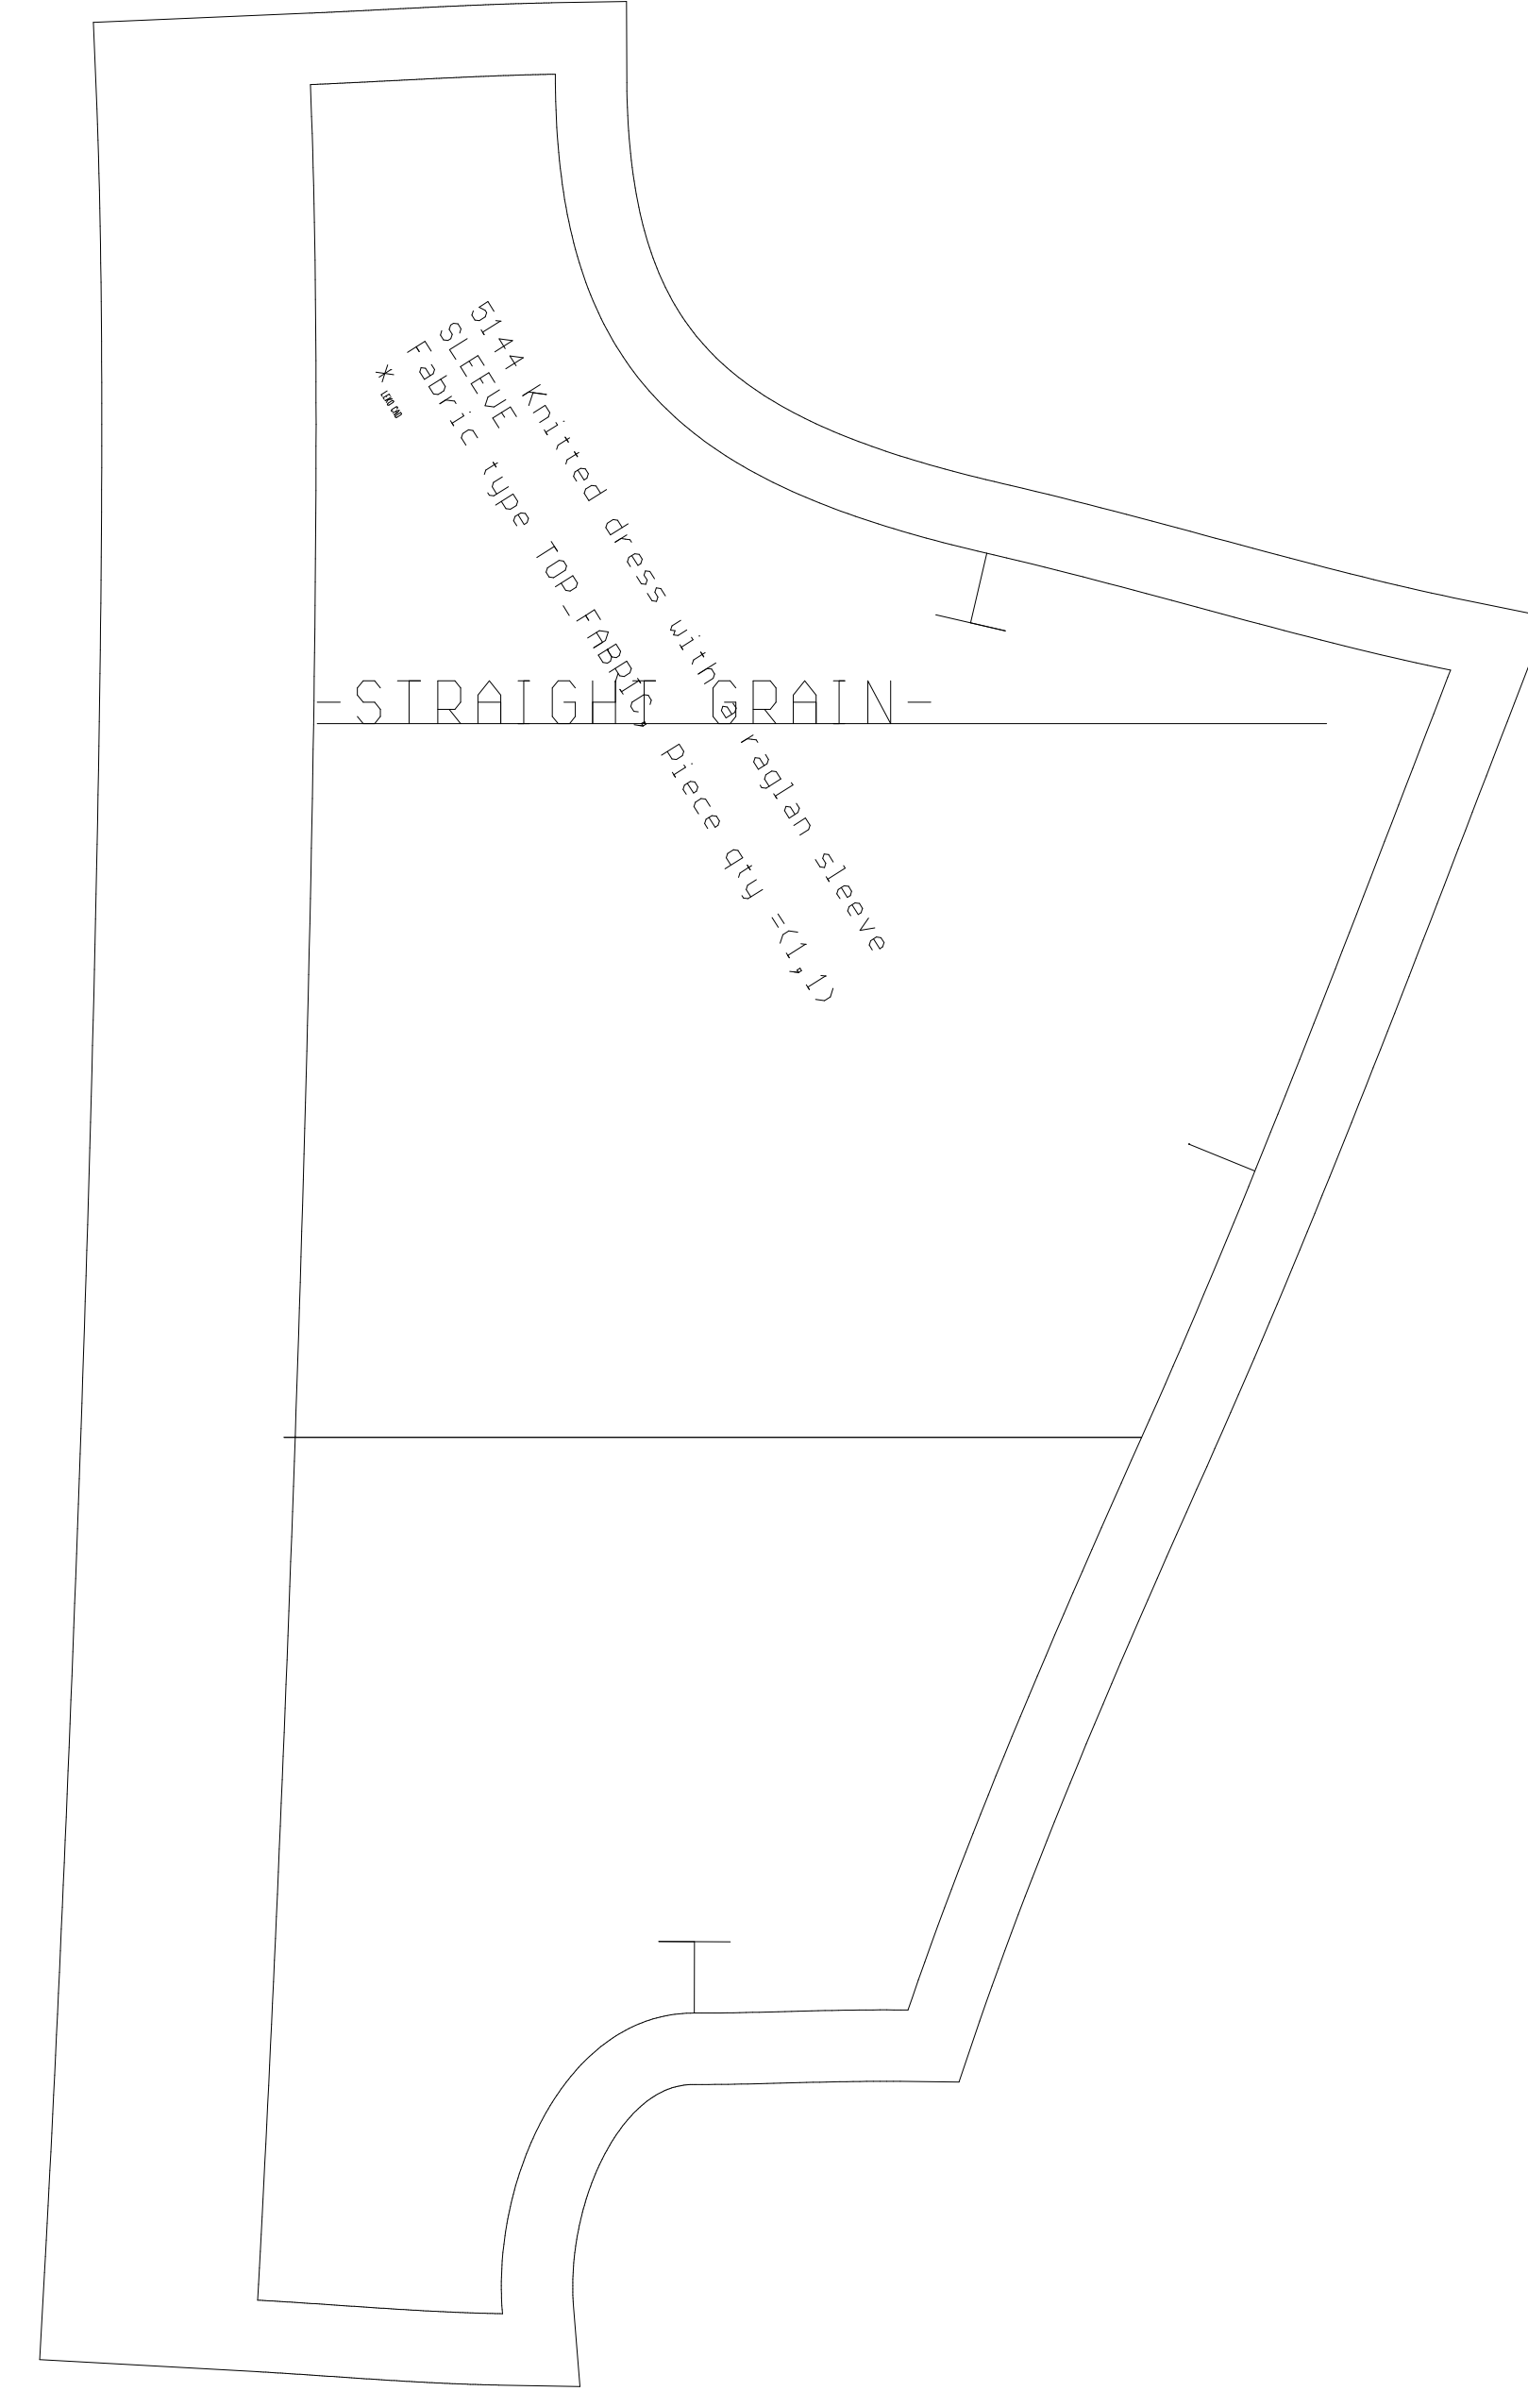 5144 Knitted dress with a raglan sleeve
SLEEVE
Fabric type TOP_FABRIC, Piece qty =(1,1)
-STRAIGHT GRAIN-